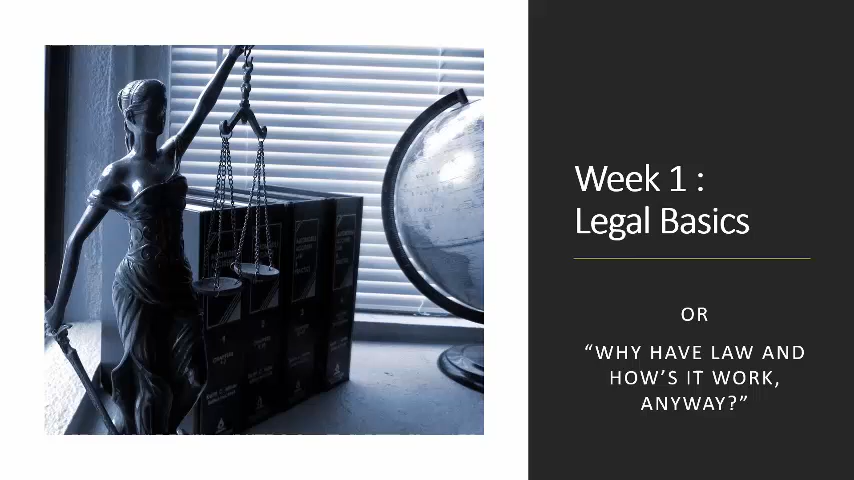 Week 1 :
Legal Basics
OR
“WHY HAVE LAW AND
HOW’S IT WORK,
ANYWAY?”